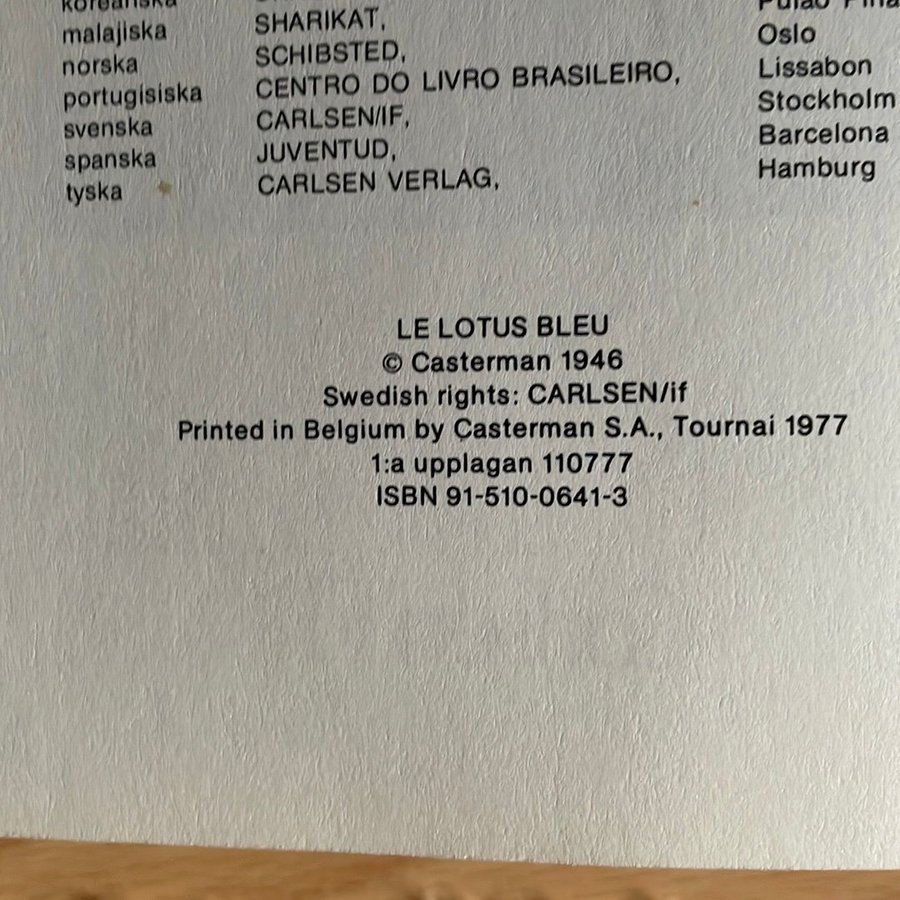 koreanska
malajiska SHARIKAT,
norska SCHIBSTED, Oslo
portugisiska CENTRO DO LIVRO BRASILEIRO, Lissabon
svenska CARLSEN/IF, Stockholm
spanska JUVENTUD, Barcelona
tyska CARLSEN VERLAG, Hamburg
LE LOTUS BLEU
© Casterman 1946
Swedish rights: CARLSEN/if
Printed in Belgium by Casterman S.A., Tournai 1977
1:a upplagan 110777
ISBN 91-510-0641-3